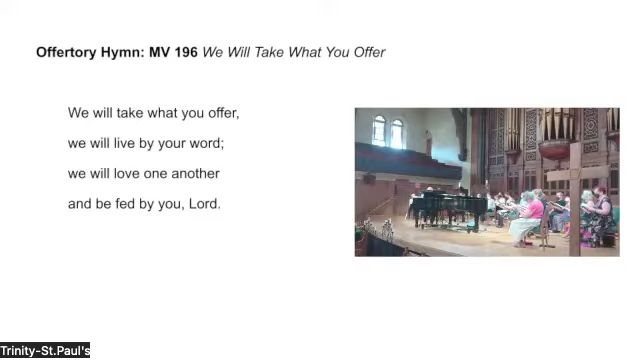 Offertory Hymn: MV 196 We Will Take What You Offer
We will take what you offer,
we will live by your word;
we will love one another
and be fed by you, Lord.
Trinity-St.Paul's